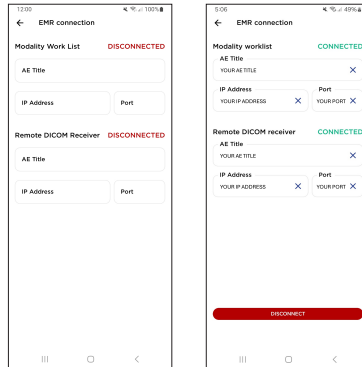 12:00
100%
← EMR connection
Modality Work List DISCONNECTED
AE Title
IP Address Port
Remote DICOM Receiver DISCONNECTED
AE Title
IP Address Port
5:06
49%
← EMR connection
Modality worklist CONNECTED
AE Title
YOUR AE TITLE
IP Address Port
YOUR IP ADDRESS YOUR PORT
Remote DICOM receiver CONNECTED
AE Title
YOUR AE TITLE
IP Address Port
YOUR IP ADDRESS YOUR PORT
DISCONNECT